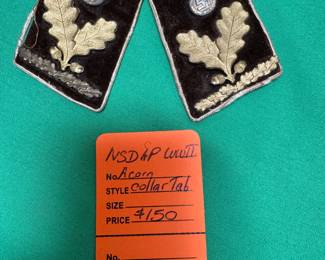 NSDAP WWII
No. Acorn
STYLE Collar Tab
SIZE
PRICE $150
No.